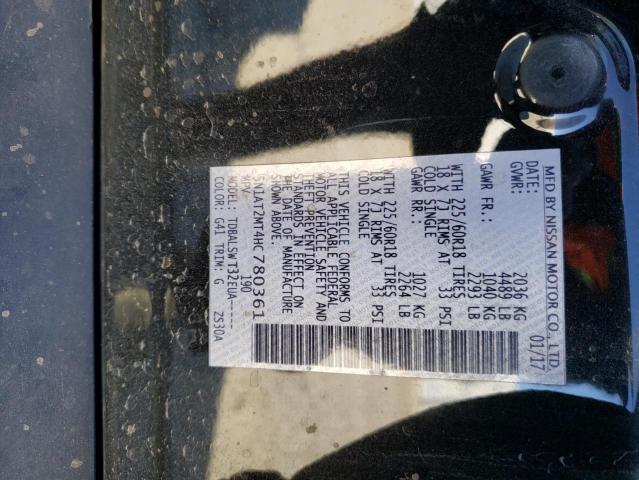 MFD BY NISSAN MOTOR CO., LTD.
DATE: 01/17
GVWR: 2036 KG
4489 LB
GAWR FR: 1040 KG
2293 LB
WITH 225/60R18 TIRES
18 X 7J RIMS AT 33 PSI
COLD SINGLE
GAWR RR: 1027 KG
2264 LB
WITH 225/60R18 TIRES
18 X 7J RIMS AT 33 PSI
COLD SINGLE
THIS VEHICLE CONFORMS TO
ALL APPLICABLE FEDERAL
MOTOR VEHICLE SAFETY AND
THEFT PREVENTION
STANDARDS IN EFFECT ON
THE DATE OF MANUFACTURE
SHOWN ABOVE.
5N1AT2MT4HC780361
MPV 190
MODEL: TDBALSWT32EUA-----
COLOR: G41 TRIM: G ZS30A